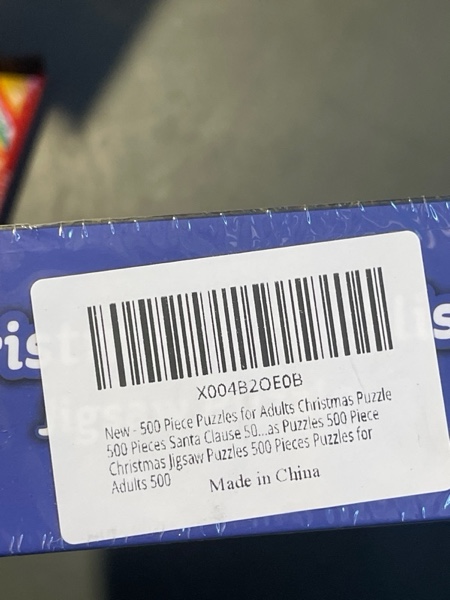 X004B2OE0B
New - 500 Piece Puzzles for Adults Christmas Puzzle
500 Pieces Santa Clause 50...as Puzzles 500 Piece
Christmas Jigsaw Puzzles 500 Pieces Puzzles for
Adults 500
Made in China